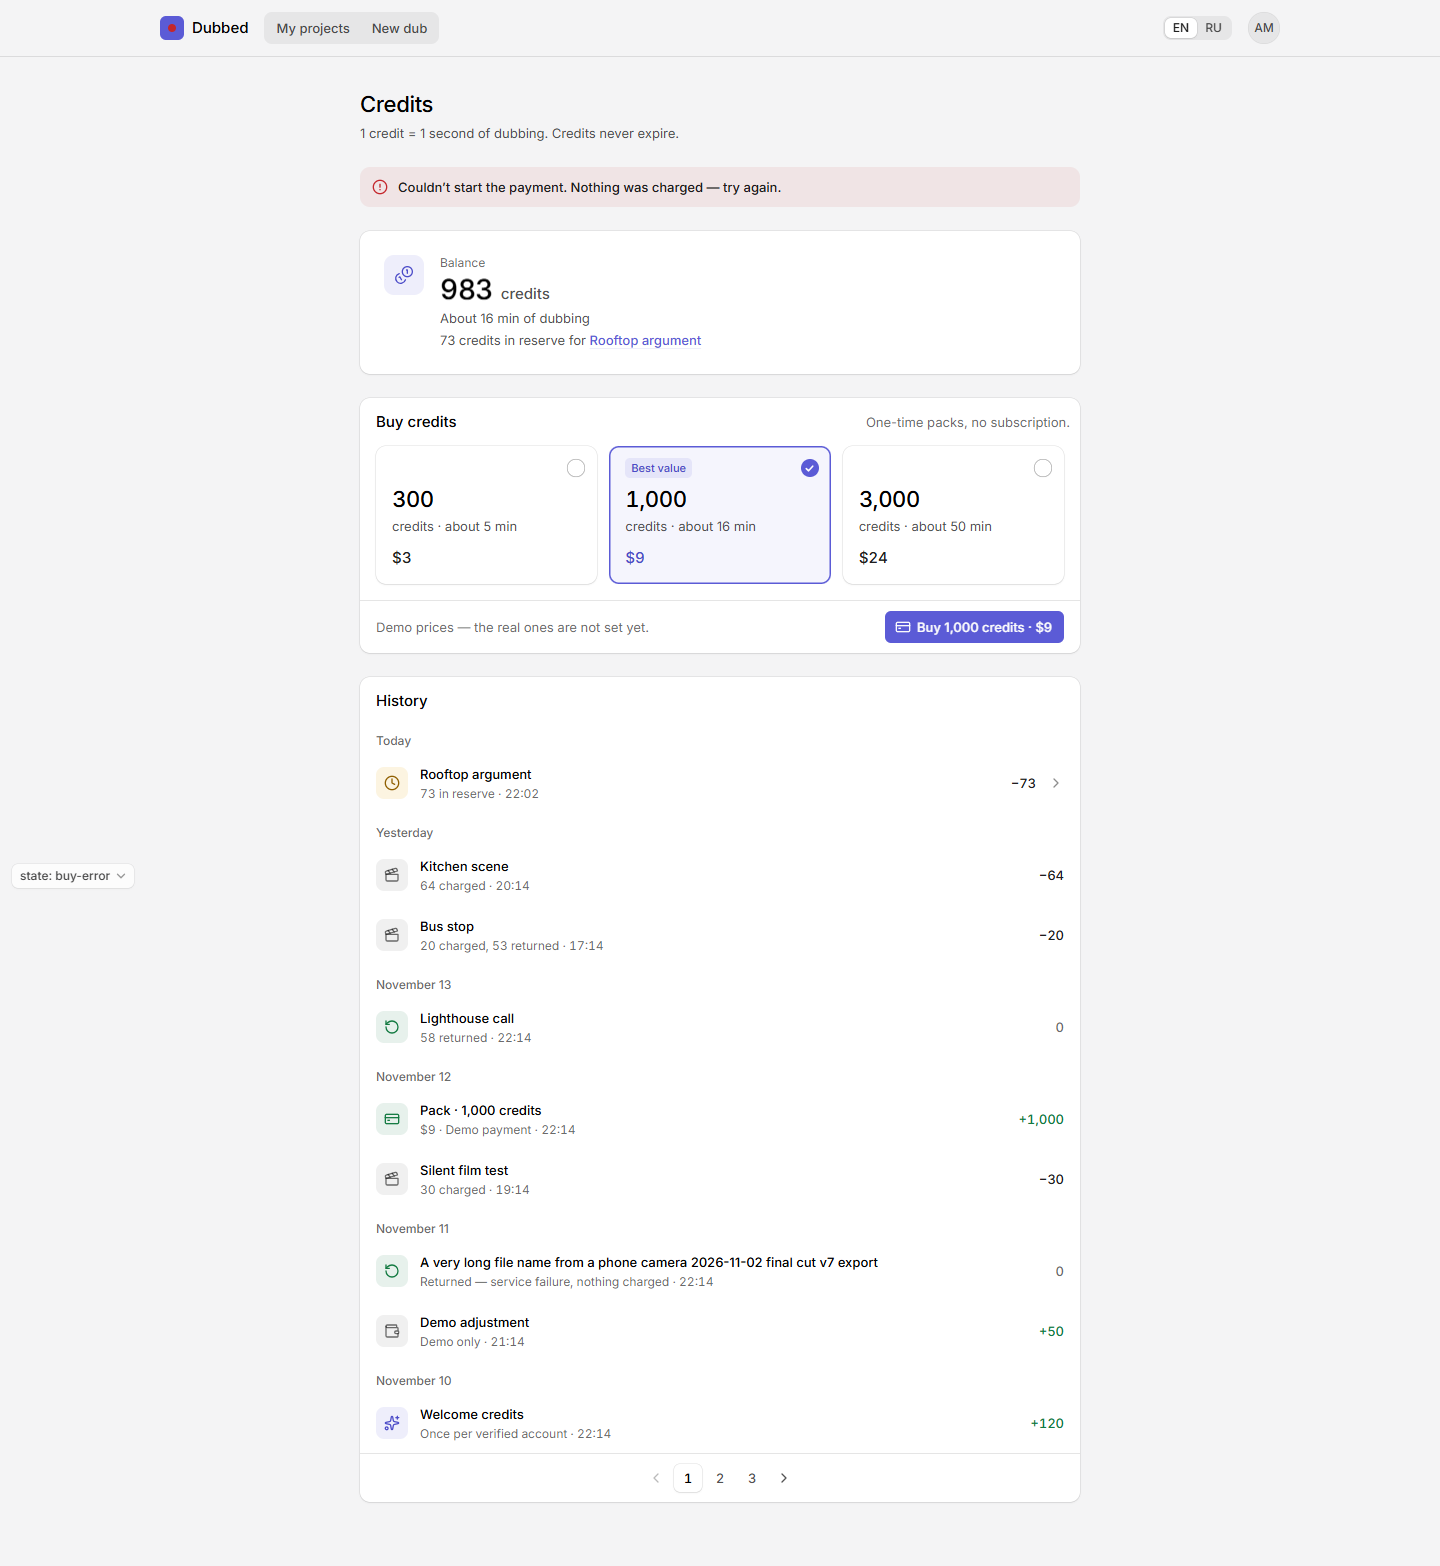 Dubbed
My projects
New dub
EN
RU
AM
Credits
1 credit = 1 second of dubbing. Credits never expire.
Couldn’t start the payment. Nothing was charged — try again.
Balance
983 credits
About 16 min of dubbing
73 credits in reserve for Rooftop argument
Buy credits
One-time packs, no subscription.
300
credits · about 5 min
$3
Best value
1,000
credits · about 16 min
$9
3,000
credits · about 50 min
$24
Demo prices — the real ones are not set yet.
Buy 1,000 credits · $9
History
Today
Rooftop argument
73 in reserve · 22:02
−73
Yesterday
Kitchen scene
64 charged · 20:14
−64
state: buy-error
Bus stop
20 charged, 53 returned · 17:14
−20
November 13
Lighthouse call
58 returned · 22:14
0
November 12
Pack · 1,000 credits
$9 · Demo payment · 22:14
+1,000
Silent film test
30 charged · 19:14
−30
November 11
A very long file name from a phone camera 2026-11-02 final cut v7 export
Returned — service failure, nothing charged · 22:14
0
Demo adjustment
Demo only · 21:14
+50
November 10
Welcome credits
Once per verified account · 22:14
+120
1 2 3